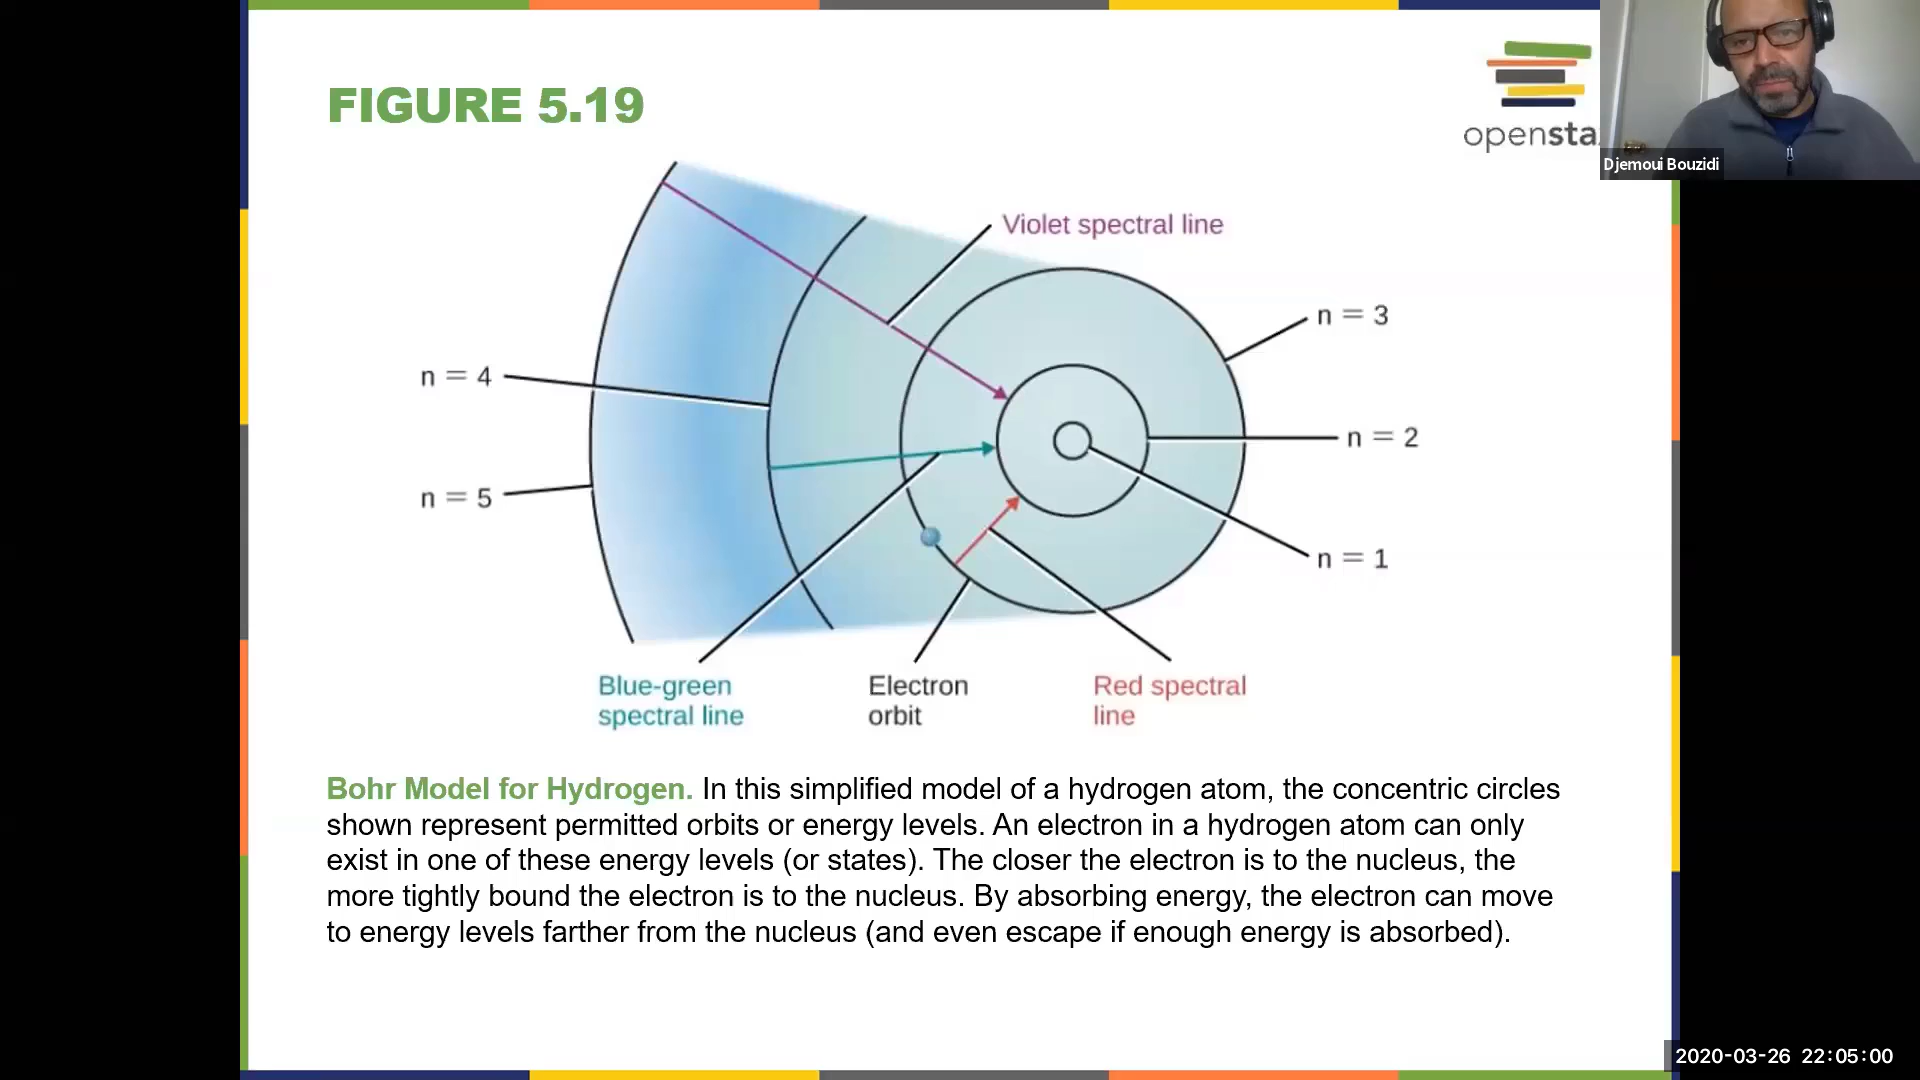 FIGURE 5.19
opensta
Djemoui Bouzidi
Violet spectral line
n = 3
n = 4
n = 2
n = 5
n = 1
Blue-green
spectral line
Electron
orbit
Red spectral
line
Bohr Model for Hydrogen. In this simplified model of a hydrogen atom, the concentric circles
shown represent permitted orbits or energy levels. An electron in a hydrogen atom can only
exist in one of these energy levels (or states). The closer the electron is to the nucleus, the
more tightly bound the electron is to the nucleus. By absorbing energy, the electron can move
to energy levels farther from the nucleus (and even escape if enough energy is absorbed).
2020-03-26 22:05:00